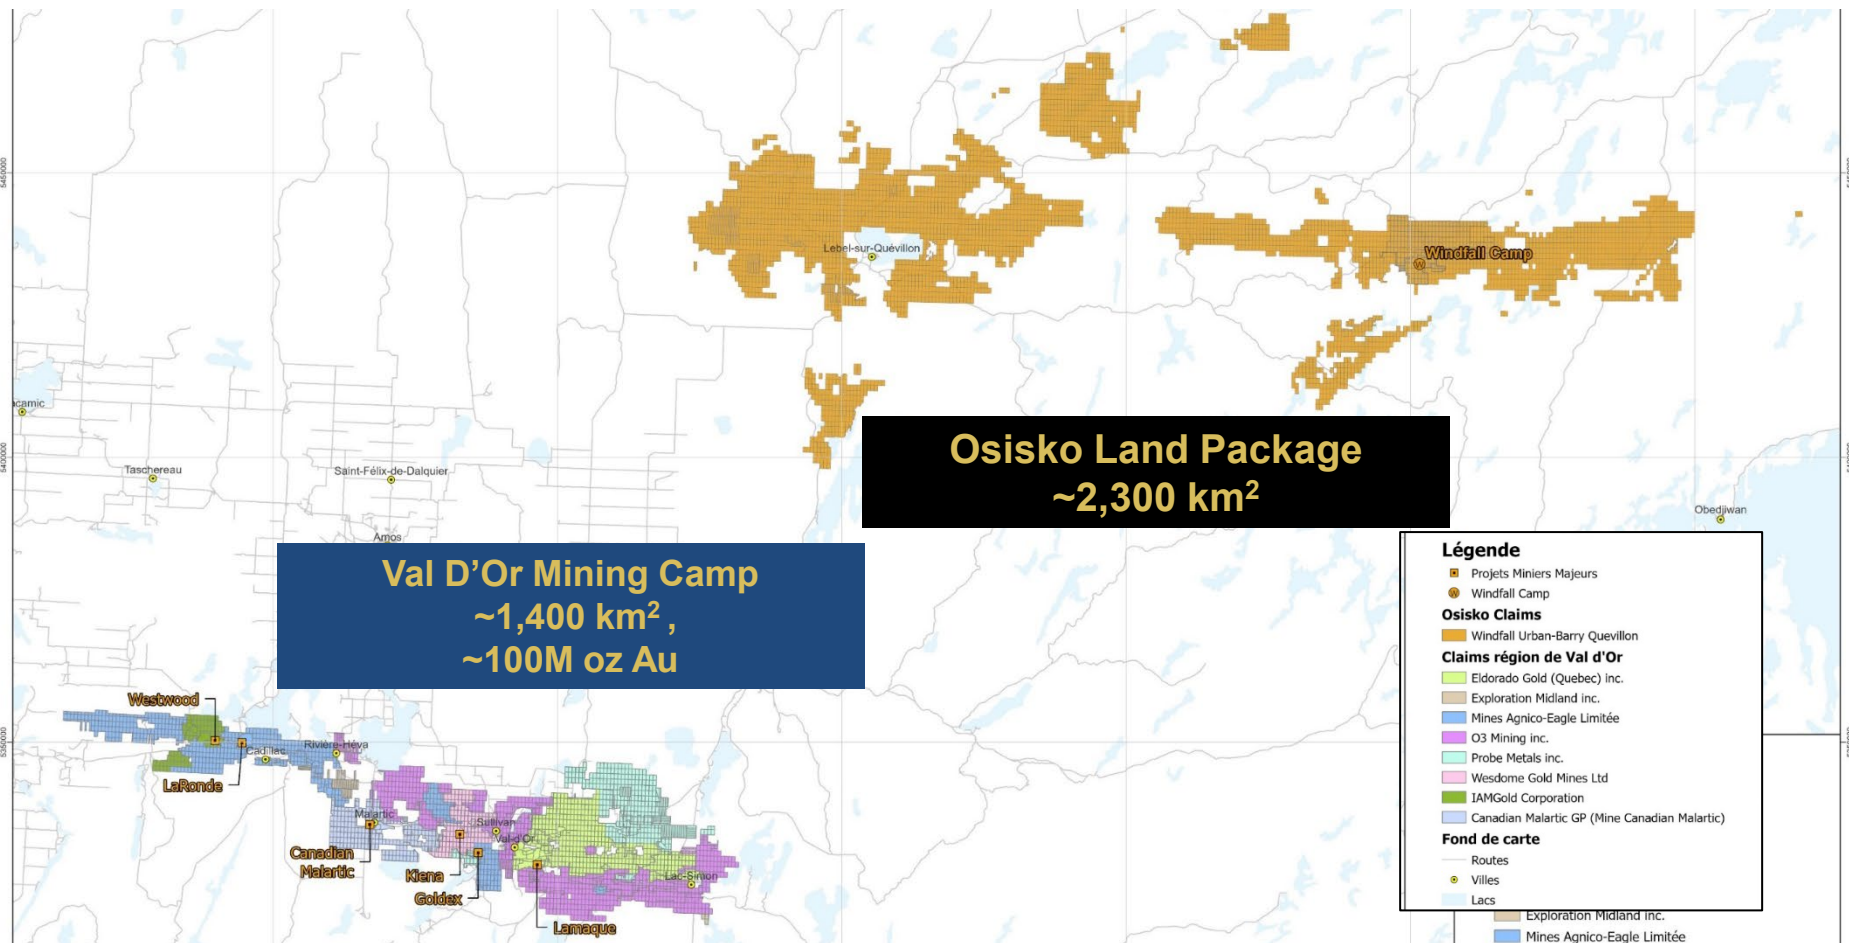 5450000
Lebel-sur-Quévillon
Windfall Camp
Taschereau
Saint-Félix-de-Dalquier
Amos
Obedjiwan
5400000
Osisko Land Package
~2,300 km²
Val D'Or Mining Camp
~1,400 km² ,
~100M oz Au
5350000
Westwood
LaRonde
Cadillac
Rivière-Héva
Malartic
Canadian
Malartic
Sullivan
Val-d'Or
Kiena
Goldex
Lamaque
Lac-Simon
Légende
Projets Miniers Majeurs
Windfall Camp
Osisko Claims
Windfall Urban-Barry Quevillon
Claims région de Val d'Or
Eldorado Gold (Quebec) inc.
Exploration Midland inc.
Mines Agnico-Eagle Limitée
O3 Mining inc.
Probe Metals inc.
Wesdome Gold Mines Ltd
IAMGold Corporation
Canadian Malartic GP (Mine Canadian Malartic)
Fond de carte
Routes
Villes
Lacs
Exploration Midland inc.
Mines Agnico-Eagle Limitée